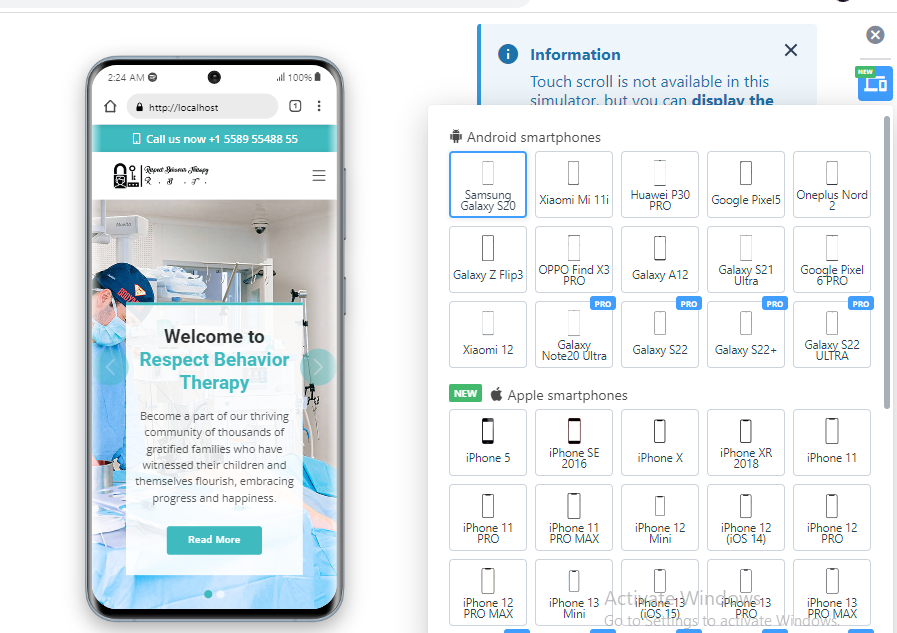 Information
Touch scroll is not available in this
simulator, but you can display the
NEW
2:24 AM
100%
http://localhost
1
Call us now +1 5589 55488 55
Respect Behaviour Therapy
R . B . T .
Welcome to
Respect Behavior
Therapy
Become a part of our thriving
community of thousands of
gratified families who have
witnessed their children and
themselves flourish, embracing
progress and happiness.
Read More
Android smartphones
Samsung
Galaxy S20
Xiaomi Mi 11i
Huawei P30
PRO
Google Pixel5
Oneplus Nord
2
Galaxy Z Flip3
OPPO Find X3
PRO
Galaxy A12
Galaxy S21
Ultra
Google Pixel
6 PRO
Xiaomi 12
PRO
Galaxy
Note20 Ultra
PRO
Galaxy S22
PRO
Galaxy S22+
PRO
Galaxy S22
ULTRA
NEW
Apple smartphones
iPhone 5
iPhone SE
2016
iPhone X
iPhone XR
2018
iPhone 11
iPhone 11
PRO
iPhone 11
PRO MAX
iPhone 12
Mini
iPhone 12
(iOS 14)
iPhone 12
PRO
iPhone 12
PRO MAX
iPhone 13
Mini
iPhone 13
(iOS 15)
iPhone 13
PRO
iPhone 13
PRO MAX
Activate Windows
Go to Settings to activate Windows.